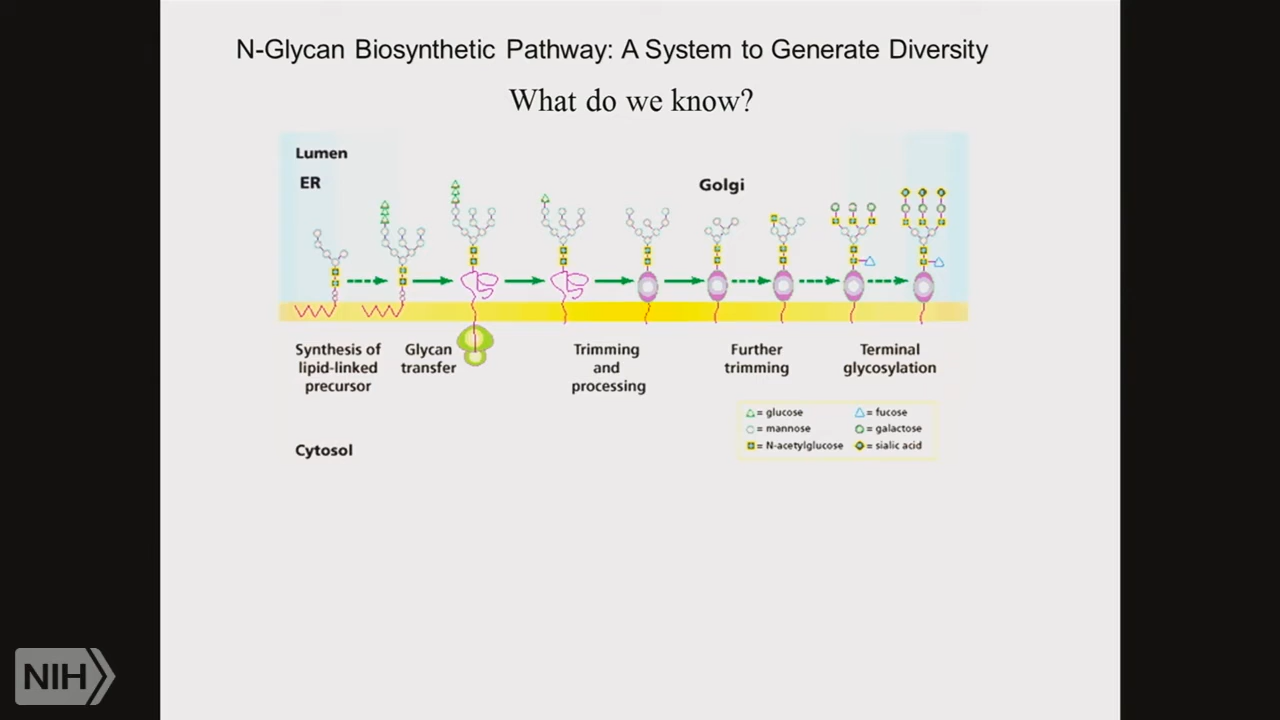 N-Glycan Biosynthetic Pathway: A System to Generate Diversity
What do we know?
Lumen
ER
Golgi
Synthesis of
lipid-linked
precursor
Glycan
transfer
Trimming
and
processing
Further
trimming
Terminal
glycosylation
= glucose
= fucose
= mannose
= galactose
= N-acetylglucose
= sialic acid
Cytosol
NIH